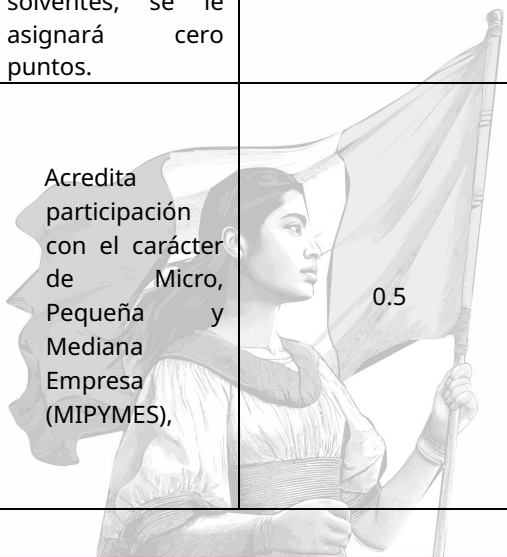 solventes, se le
asignará cero
puntos.
Acredita
participación
con el carácter
de Micro,
Pequeña y
Mediana
Empresa
(MIPYMES),
0.5